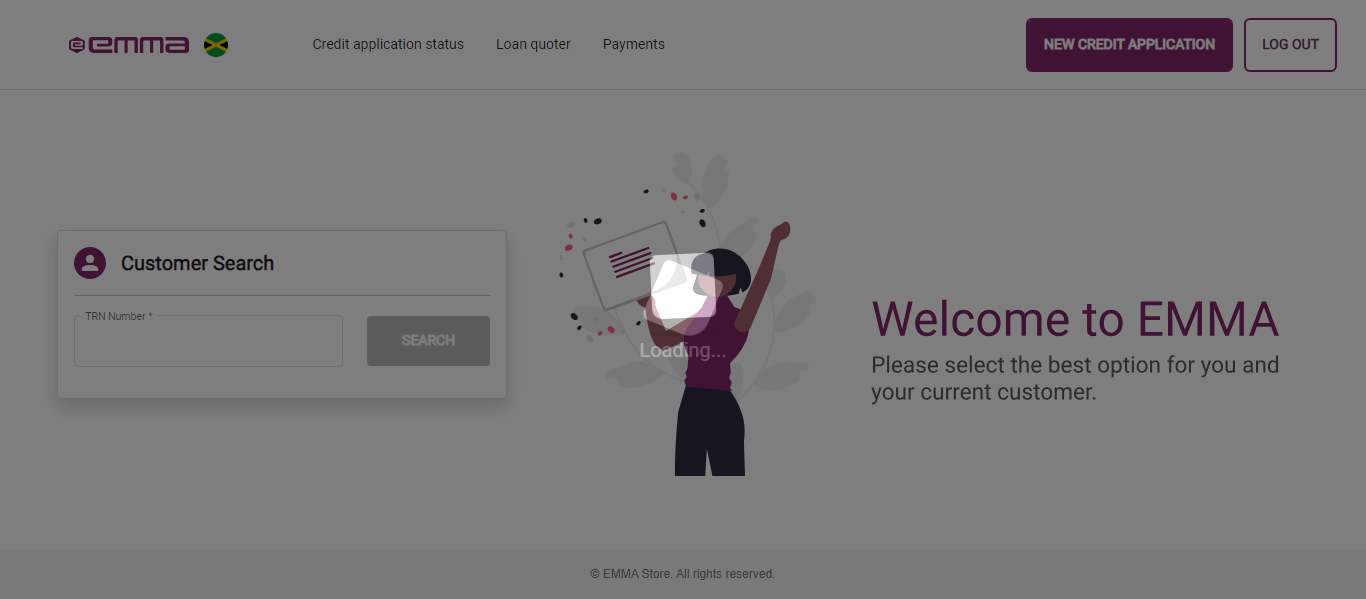 emma
Credit application status
Loan quoter
Payments
NEW CREDIT APPLICATION
LOG OUT
Customer Search
TRN Number *
SEARCH
Loading...
Welcome to EMMA
Please select the best option for you and
your current customer.
© EMMA Store. All rights reserved.